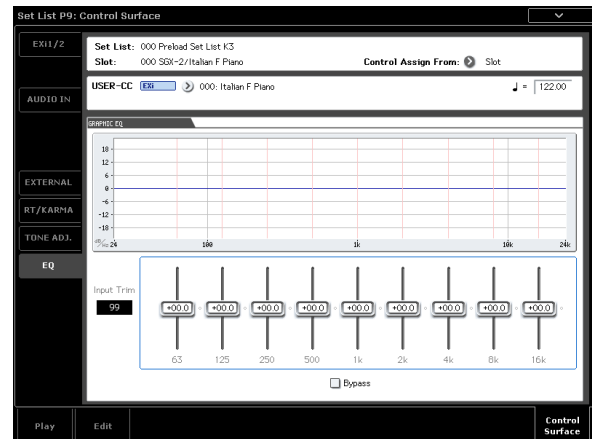 Set List P9: Control Surface
EXi1/2
AUDIO IN
EXTERNAL
RT/KARMA
TONE ADJ.
EQ
Set List: 000 Preload Set List K3
Slot: 000 SGX-2/Italian F Piano Control Assign From: Slot
USER-CC EXi 000: Italian F Piano ♩ = 122.00
GRAPHIC EQ
18
12
6
0
-6
-12
-18
dB/Hz 24 100 1k 10k 24k
Input Trim
99
+00.0 +00.0 +00.0 +00.0 +00.0 +00.0 +00.0 +00.0 +00.0
63 125 250 500 1k 2k 4k 8k 16k
Bypass
Play Edit Control
Surface